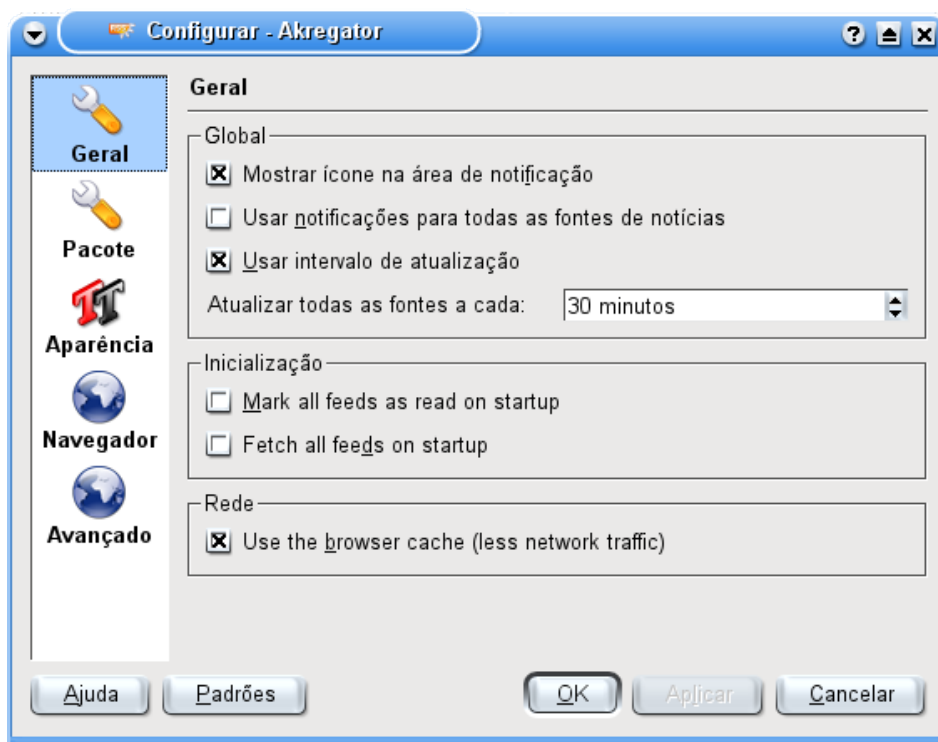 Configurar - Akregator
Geral
Pacote
Aparência
Navegador
Avançado
Geral
Global
Mostrar ícone na área de notificação
Usar notificações para todas as fontes de notícias
Usar intervalo de atualização
Atualizar todas as fontes a cada: 30 minutos
Inicialização
Mark all feeds as read on startup
Fetch all feeds on startup
Rede
Use the browser cache (less network traffic)
Ajuda Padrões OK Aplicar Cancelar